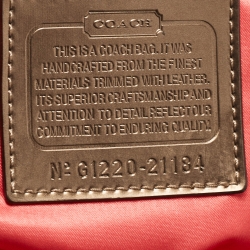 COACH
THIS IS A COACH BAG. IT WAS
HANDCRAFTED FROM THE FINEST
MATERIALS TRIMMED WITH LEATHER.
ITS SUPERIOR CRAFTSMANSHIP AND
ATTENTION TO DETAIL REFLECT OUR
COMMITMENT TO ENDURING QUALITY.
Nº G1220-21134